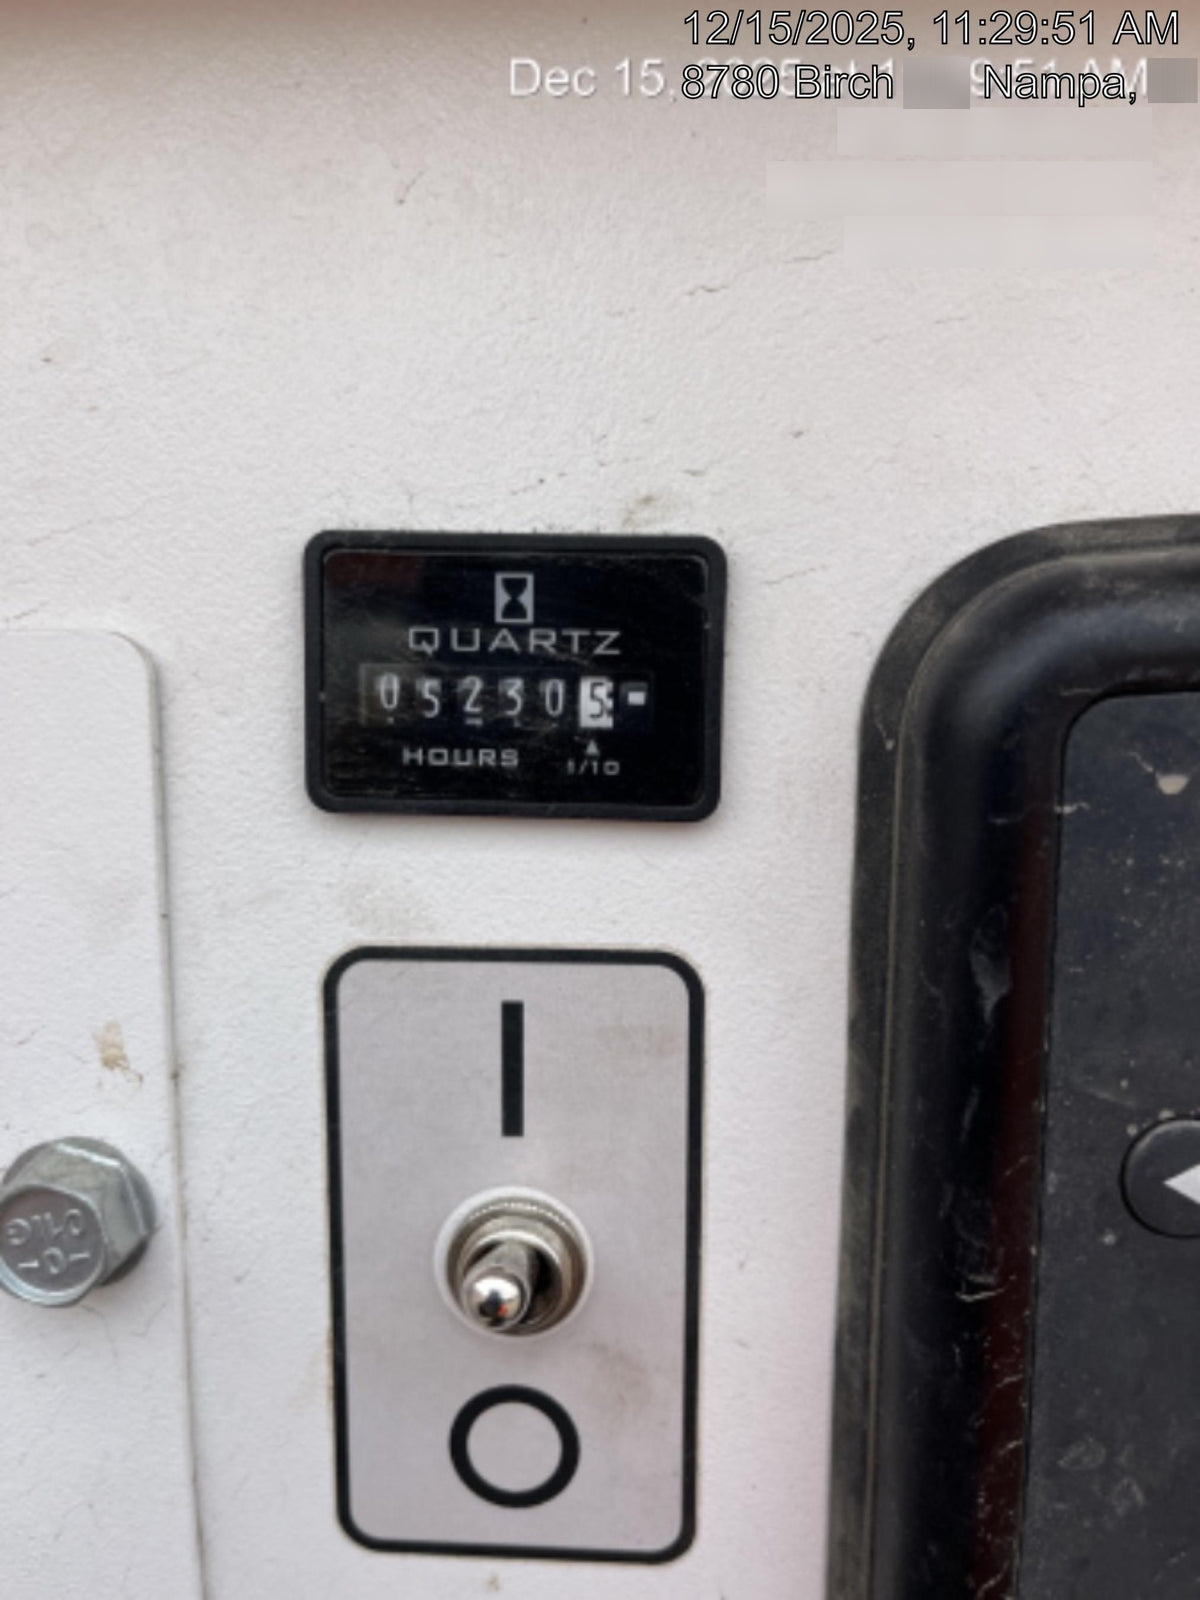 12/15/2025, 11:29:51 AM
Dec 15,
8780 Birch Nampa,
QUARTZ
052305
HOURS
1/10